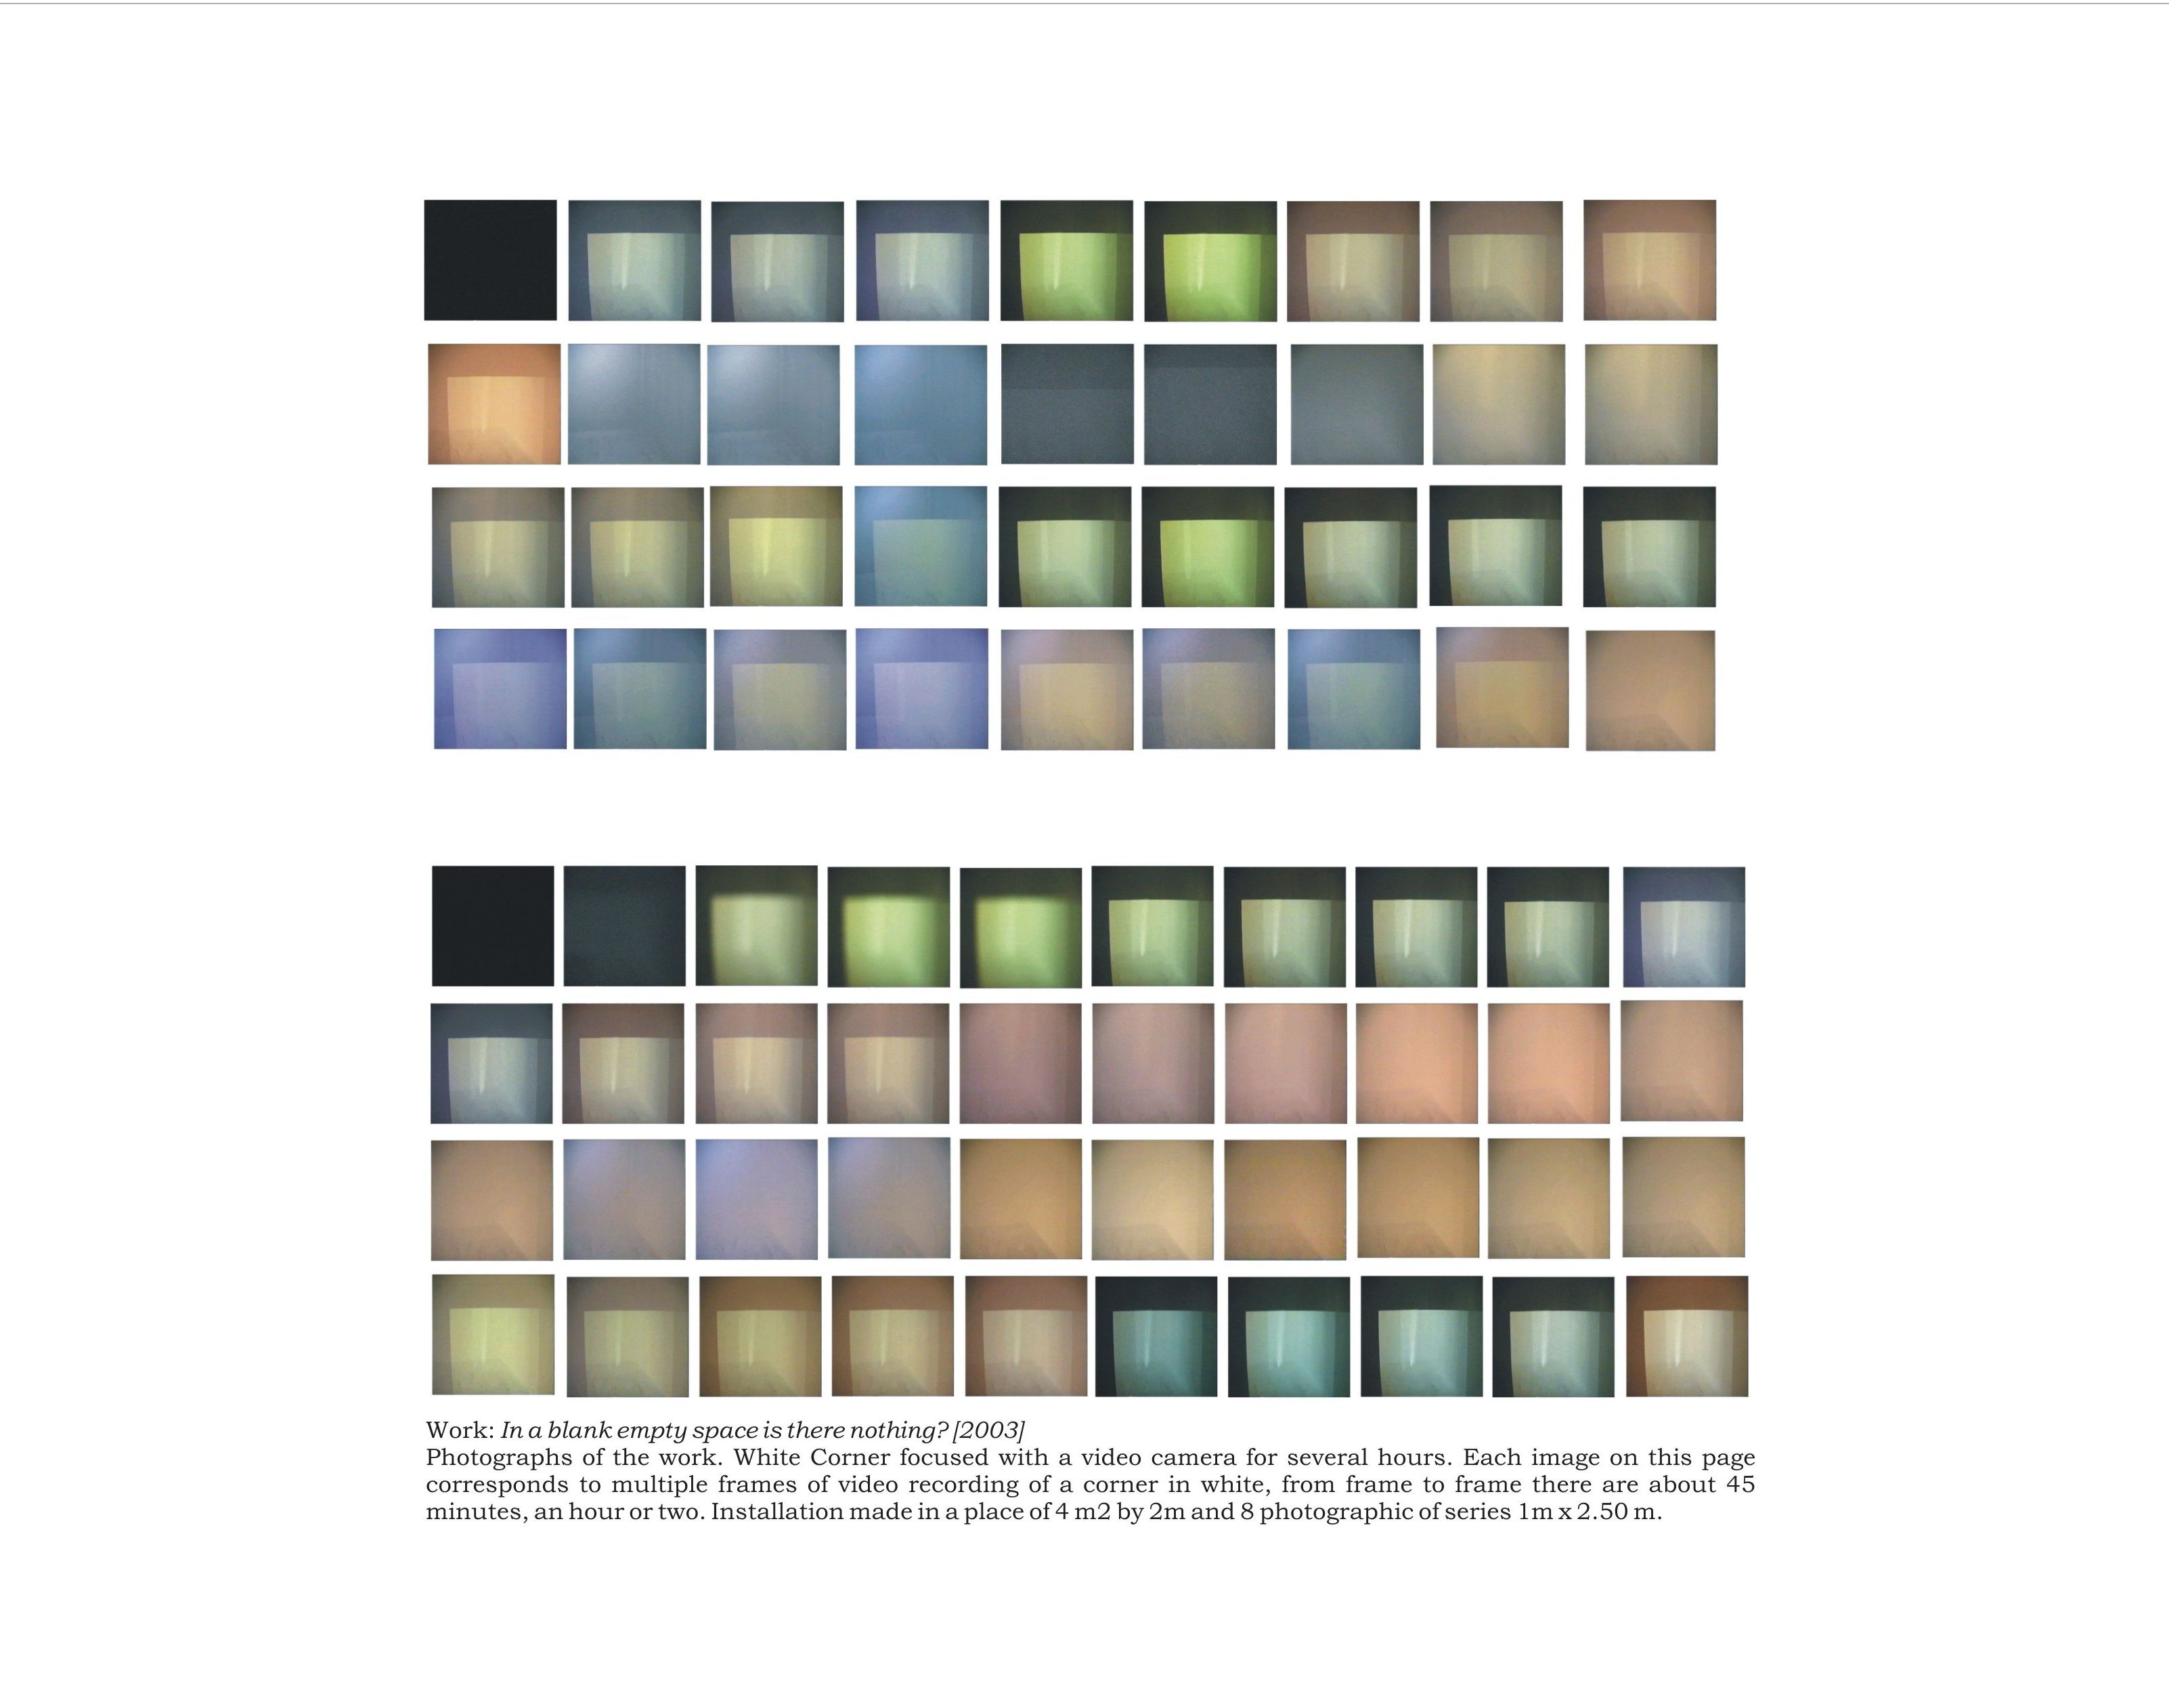 Work: In a blank empty space is there nothing? [2003]
Photographs of the work. White Corner focused with a video camera for several hours. Each image on this page
corresponds to multiple frames of video recording of a corner in white, from frame to frame there are about 45
minutes, an hour or two. Installation made in a place of 4 m2 by 2m and 8 photographic of series 1m x 2.50 m.